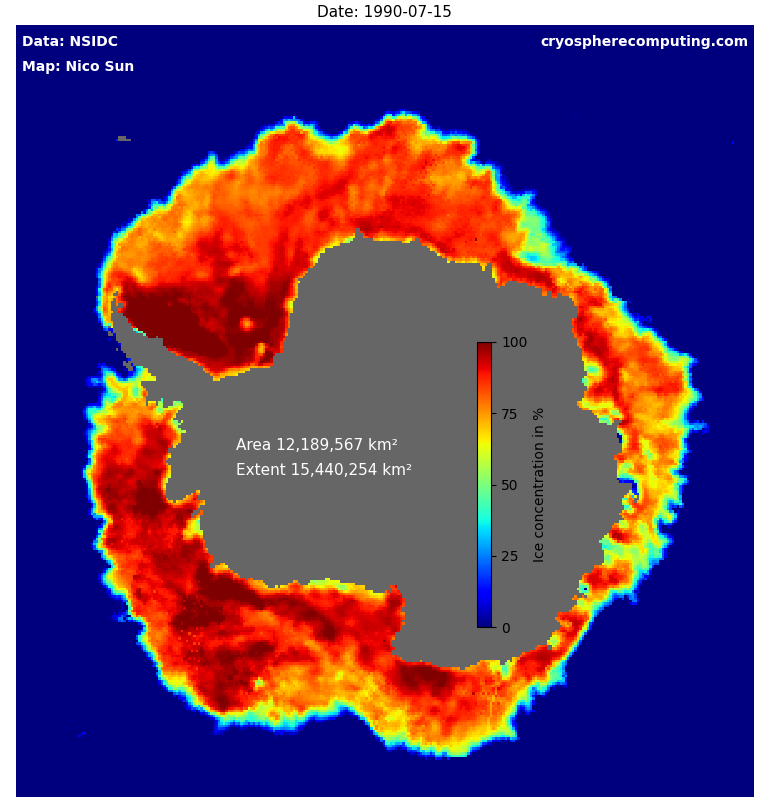 Date: 1990-07-15
Data: NSIDC
cryospherecomputing.com
Map: Nico Sun
100
75
50
25
0
Ice concentration in %
Area 12,189,567 km²
Extent 15,440,254 km²